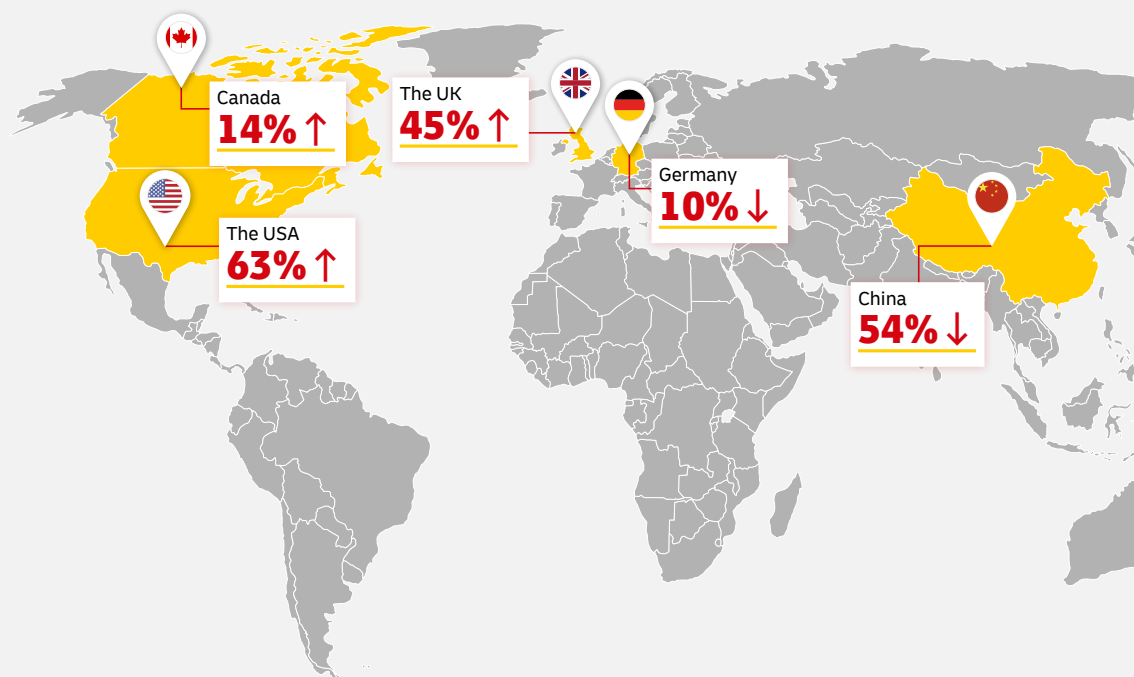 Canada
14% ↑
The UK
45% ↑
Germany
10% ↓
The USA
63% ↑
China
54% ↓